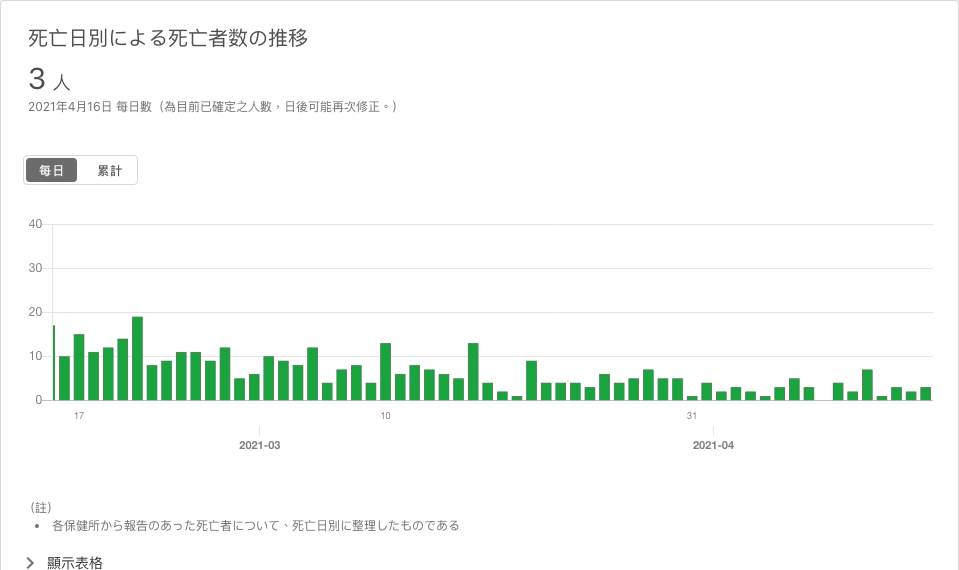 死亡日別による死亡者数の推移
3 人
2021年4月16日 每日數（為目前已確定之人數，日後可能再次修正。）
每日 累計
40
30
20
10
0
17 10 31
2021-03 2021-04
（註）
• 各保健所から報告のあった死亡者について、死亡日別に整理したものである
顯示表格